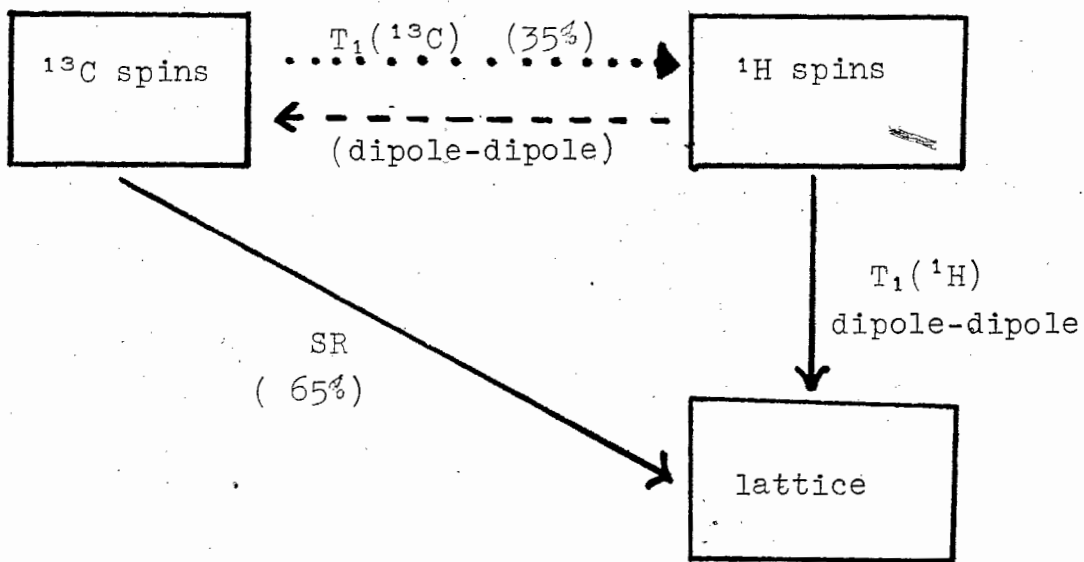 T₁(¹³C) (35%)
¹³C spins
¹H spins
(dipole-dipole)
T₁(¹H)
dipole-dipole
SR
( 65%)
lattice